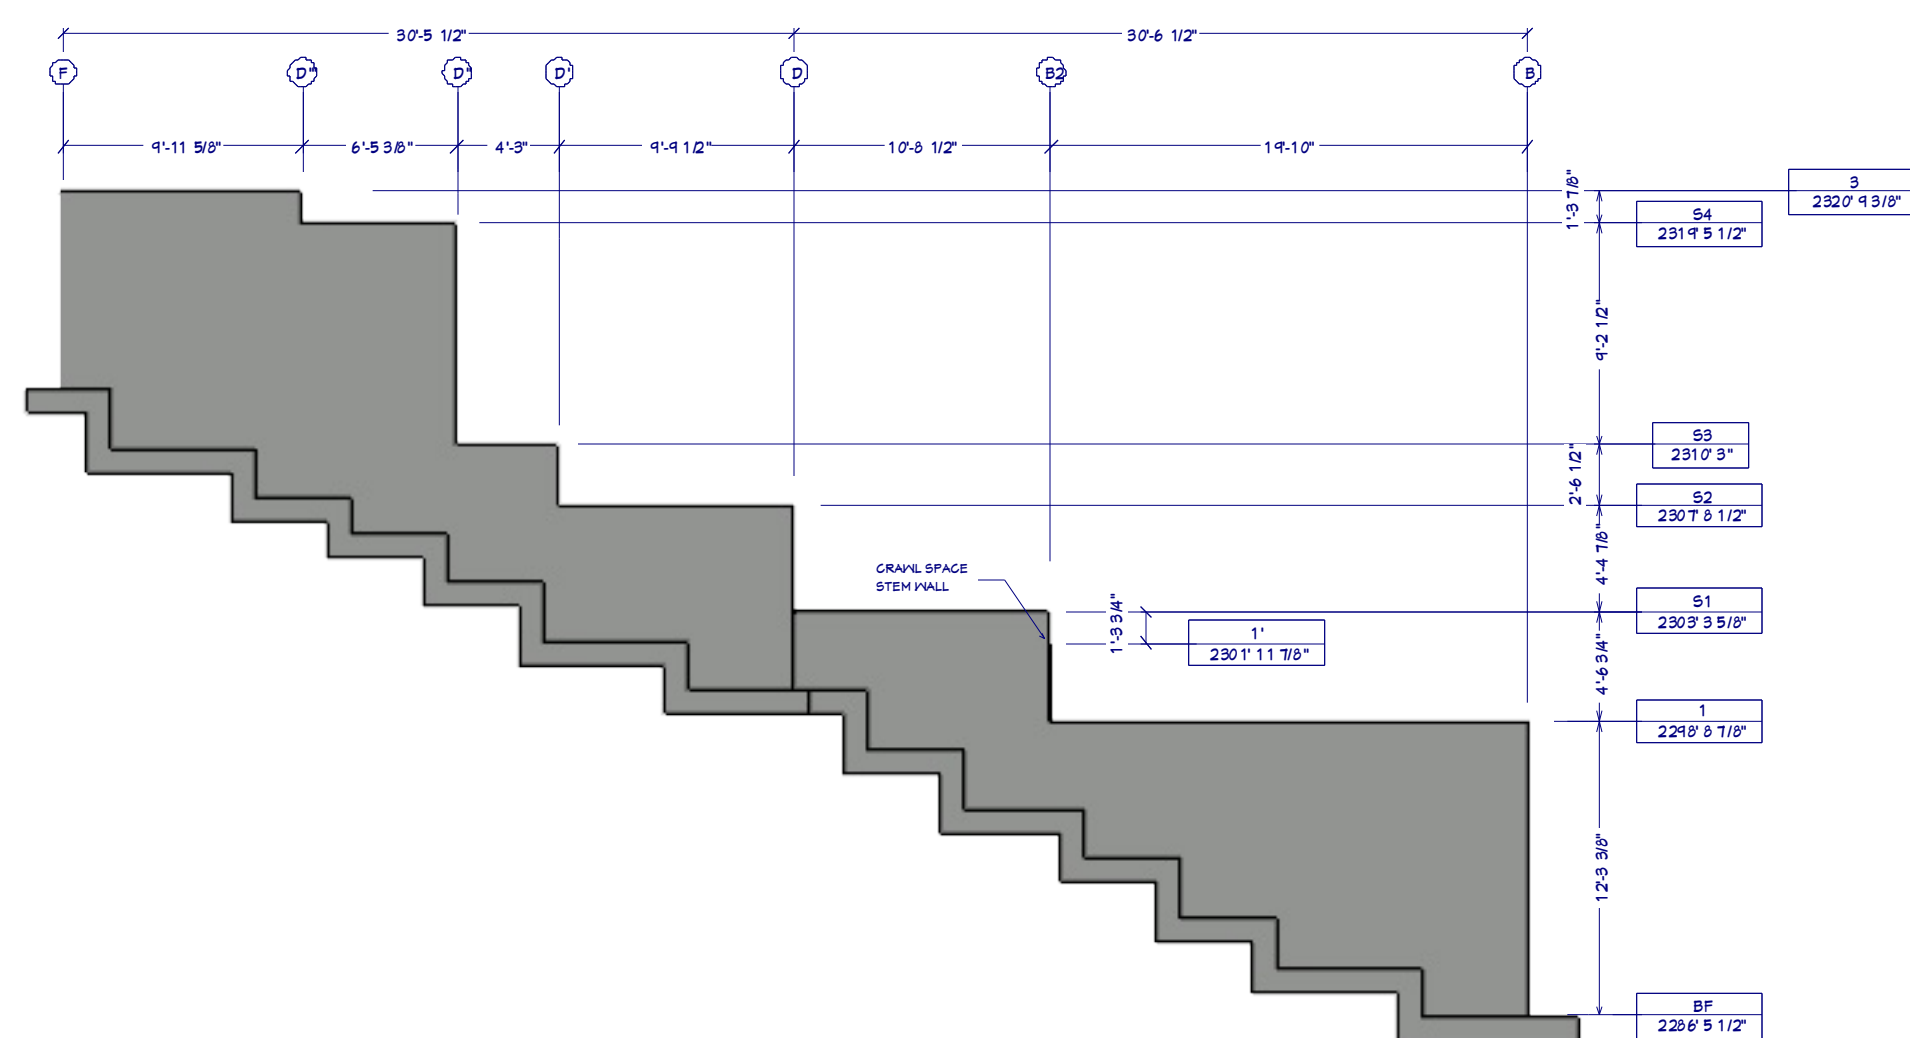 30'-5 1/2" 30'-6 1/2"
F D" D" D' D B2 B
9'-11 5/8" 6'-5 3/8" 4'-3" 9'-9 1/2" 10'-8 1/2" 19'-10"
1'-3 7/8"
3
2320' 9 3/8"
S4
2319' 5 1/2"
9'-2 1/2"
S3
2310' 3"
2'-6 1/2"
S2
2307' 8 1/2"
4'-4 7/8"
CRAWL SPACE
STEM WALL
S1
2303' 3 5/8"
1'-3 3/4"
1'
2301' 11 7/8"
4'-6 3/4"
1
2298' 8 7/8"
12'-3 3/8"
BF
2286' 5 1/2"